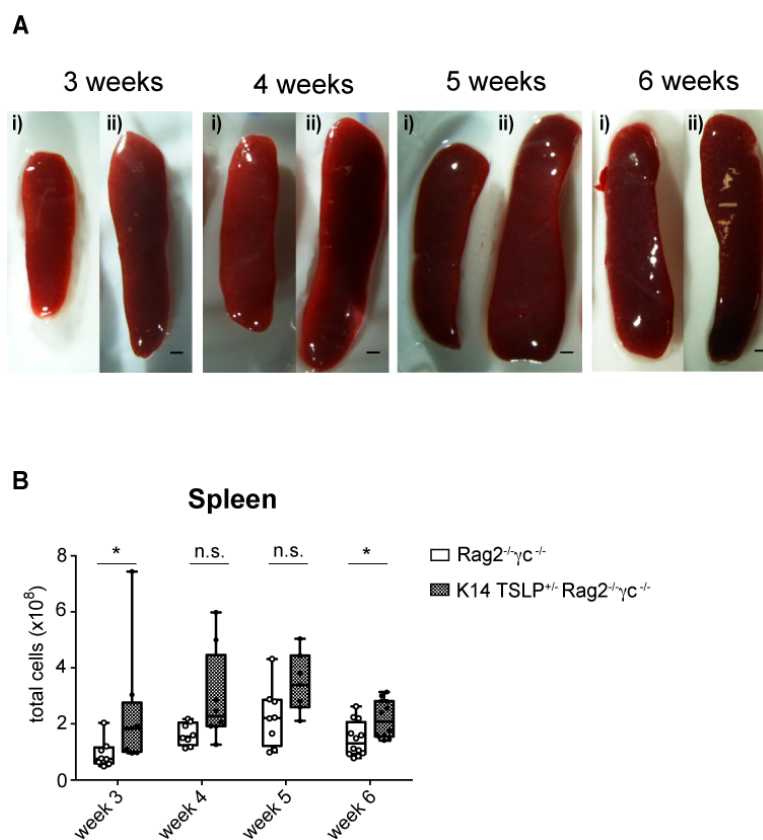 A
3 weeks 4 weeks 5 weeks 6 weeks
i) ii) i) ii) i) ii) i) ii)
B
Spleen
* n.s. n.s. *
Rag2⁻/⁻γc⁻/⁻
K14 TSLP⁺/⁻ Rag2⁻/⁻γc⁻/⁻
total cells (x10⁸)
8
6
4
2
0
week 3 week 4 week 5 week 6